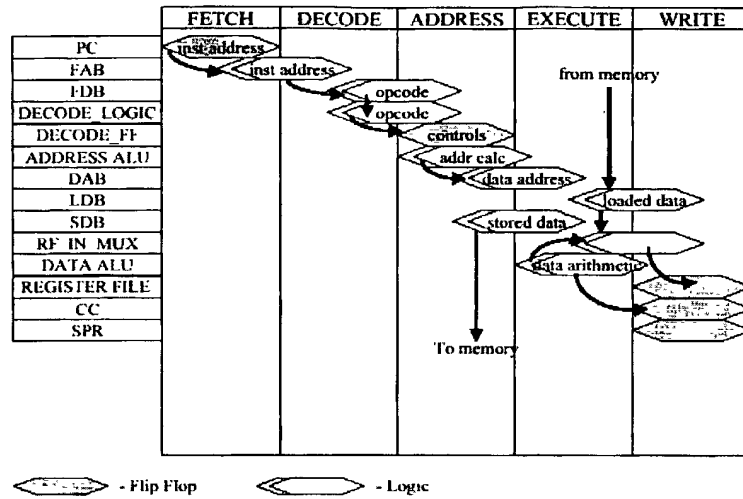 FETCH DECODE ADDRESS EXECUTE WRITE
PC inst address
FAB inst address from memory
FDB opcode
DECODE_LOGIC opcode
DECODE_FF controls
ADDRESS ALU addr calc
DAB data address
LDB loaded data
SDB stored data
RF_IN_MUX
DATA ALU data arithmetic
REGISTER FILE
CC
SPR
To memory
- Flip Flop - Logic